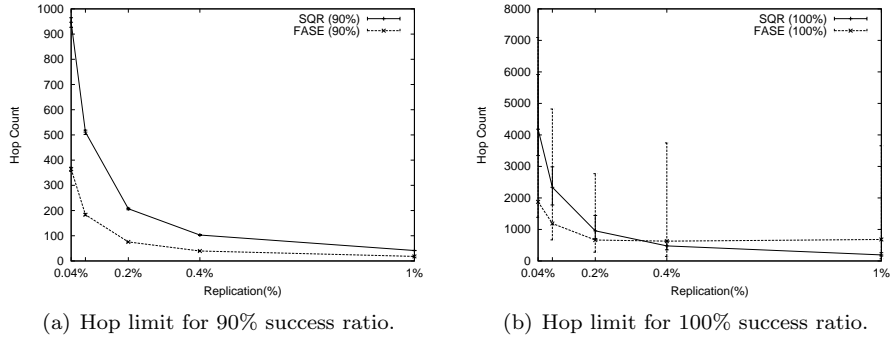 1000
900
800
700
600
500
400
300
200
100
0
Hop Count
SQR (90%)
FASE (90%)
0.04%
0.2%
0.4%
1%
Replication(%)
(a) Hop limit for 90% success ratio.
8000
7000
6000
5000
4000
3000
2000
1000
0
Hop Count
SQR (100%)
FASE (100%)
0.04%
0.2%
0.4%
1%
Replication(%)
(b) Hop limit for 100% success ratio.